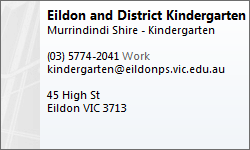 Eildon and District Kindergarten
Murrindindi Shire - Kindergarten
(03) 5774-2041 Work
kindergarten@eildonps.vic.edu.au
45 High St
Eildon VIC 3713